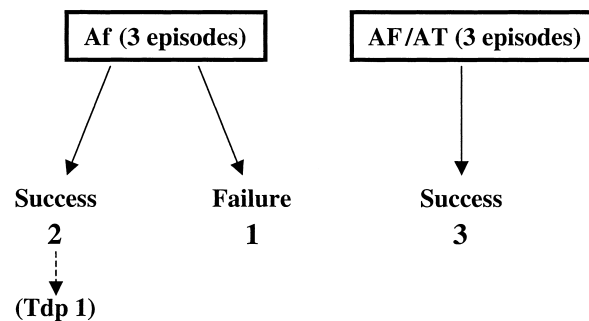 Af (3 episodes) AF/AT (3 episodes)
Success Failure Success
2 1 3
(Tdp 1)